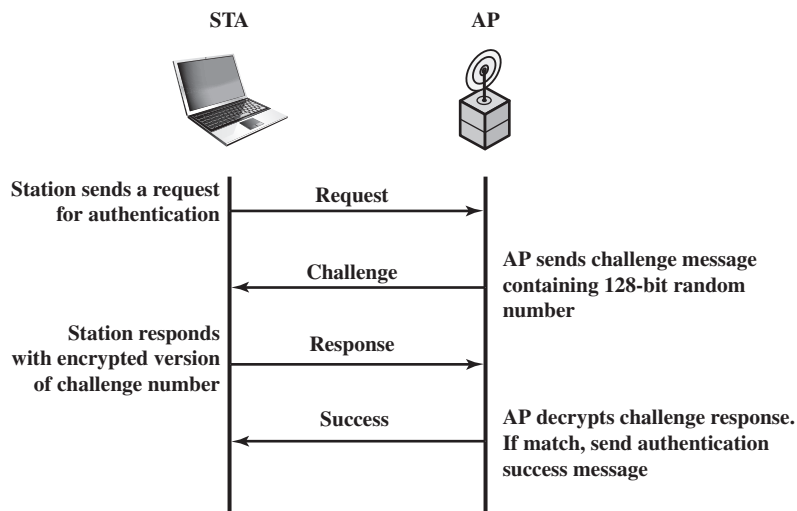 STA
AP
Station sends a request
for authentication
Request
Challenge
AP sends challenge message
containing 128-bit random
number
Station responds
with encrypted version
of challenge number
Response
Success
AP decrypts challenge response.
If match, send authentication
success message